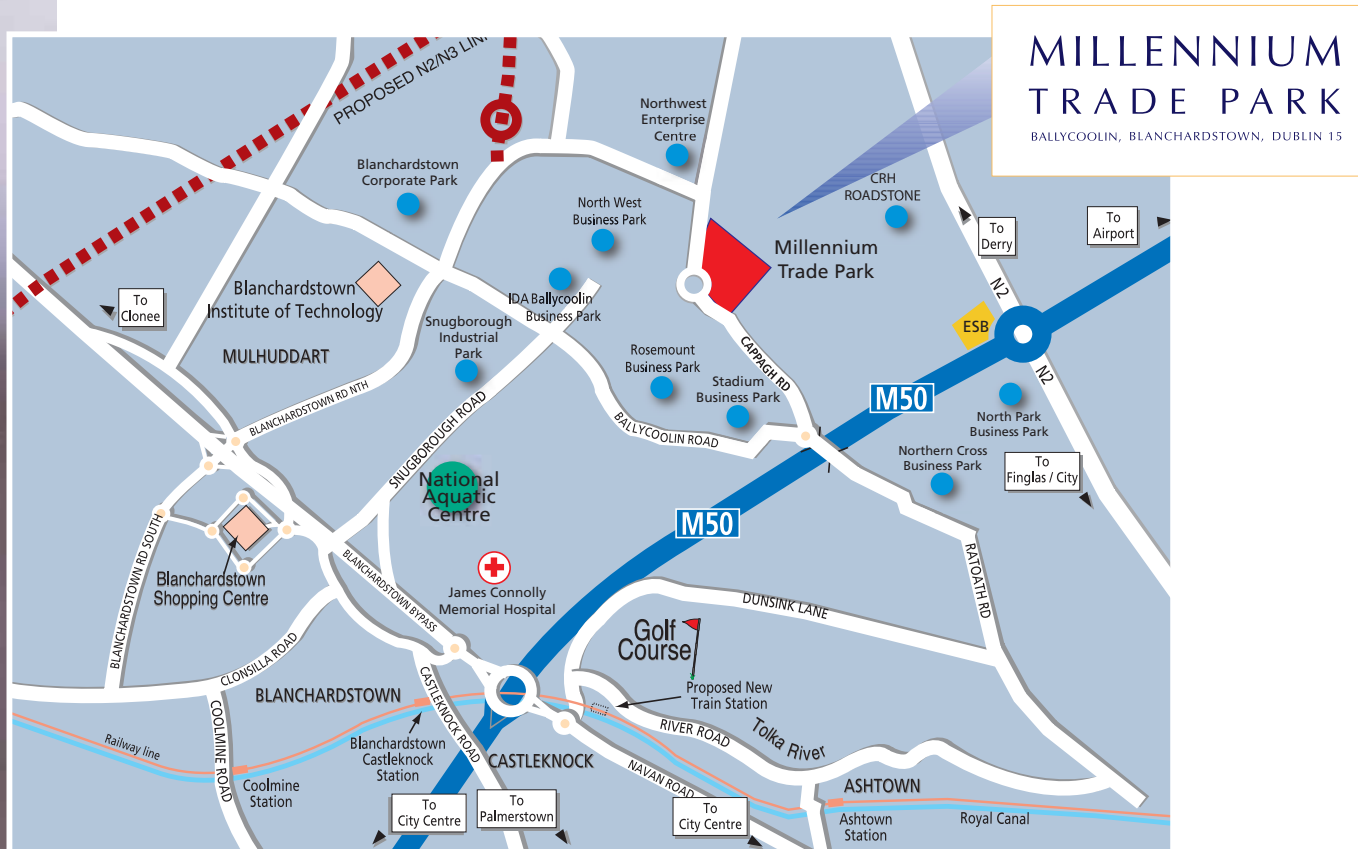 MILLENNIUM
TRADE PARK
BALLYCOOLIN, BLANCHARDSTOWN, DUBLIN 15
PROPOSED N2/N3 LIN
Northwest
Enterprise
Centre
Blanchardstown
Corporate Park
CRH
ROADSTONE
North West
Business Park
To
Derry
To
Airport
Millennium
Trade Park
Blanchardstown
Institute of Technology
To
Clonee
IDA Ballycoolin
Business Park
N2
ESB
Snugborough
Industrial
Park
MULHUDDART
CAPPAGH RD
Rosemount
Business Park
Stadium
Business Park
N2
M50
BLANCHARDSTOWN RD NTH
SNUGBOROUGH ROAD
BALLYCOOLIN ROAD
North Park
Business Park
Northern Cross
Business Park
To
Finglas / City
National
Aquatic
Centre
M50
BLANCHARDSTOWN RD SOUTH
BLANCHARDSTOWN BYPASS
RATOATH RD
Blanchardstown
Shopping Centre
James Connolly
Memorial Hospital
DUNSINK LANE
Golf
Course
CLONSILLA ROAD
BLANCHARDSTOWN
CASTLEKNOCK ROAD
Proposed New
Train Station
COOLMINE ROAD
RIVER ROAD
Tolka River
Railway line
Blanchardstown
Castleknock
Station
CASTLEKNOCK
NAVAN ROAD
Coolmine
Station
ASHTOWN
To
City Centre
To
Palmerstown
To
City Centre
Ashtown
Station
Royal Canal